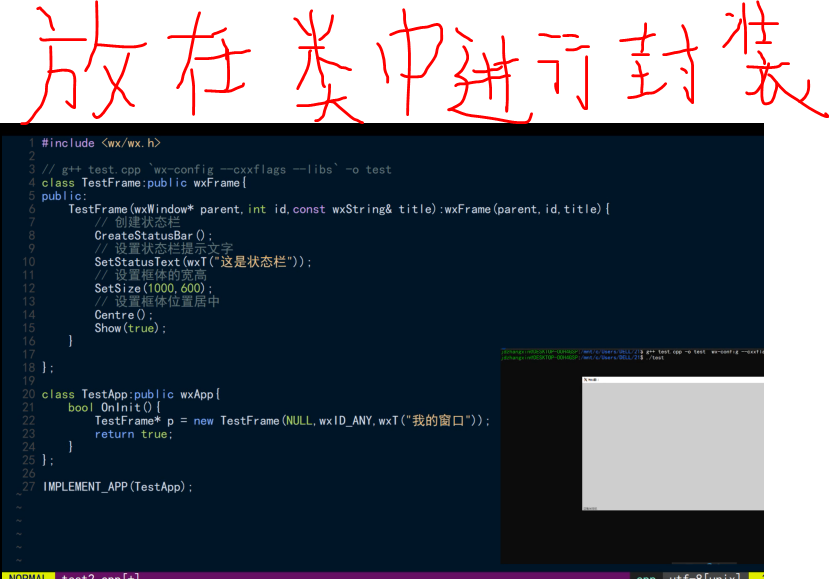 放在类中进行封装
1 #include <wx/wx.h>
2
3 // g++ test.cpp `wx-config --cxxflags --libs` -o test
4 class TestFrame:public wxFrame{
5 public:
6 TestFrame(wxWindow* parent,int id,const wxString& title):wxFrame(parent,id,title){
7 // 创建状态栏
8 CreateStatusBar();
9 // 设置状态栏提示文字
10 SetStatusText(wxT("这是状态栏"));
11 // 设置框体的宽高
12 SetSize(1000,600);
13 // 设置框体位置居中
14 Centre();
15 Show(true);
16 }
17
18 };
19
20 class TestApp:public wxApp{
21 bool OnInit(){
22 TestFrame* p = new TestFrame(NULL,wxID_ANY,wxT("我的窗口"));
23 return true;
24 }
25 };
26
27 IMPLEMENT_APP(TestApp);
~
~
~
~
~
~
$ g++ test.cpp -o test `wx-config --cxxfla
$ ./test
NORMAL test2.cpp[+] cpp utf-8[unix]